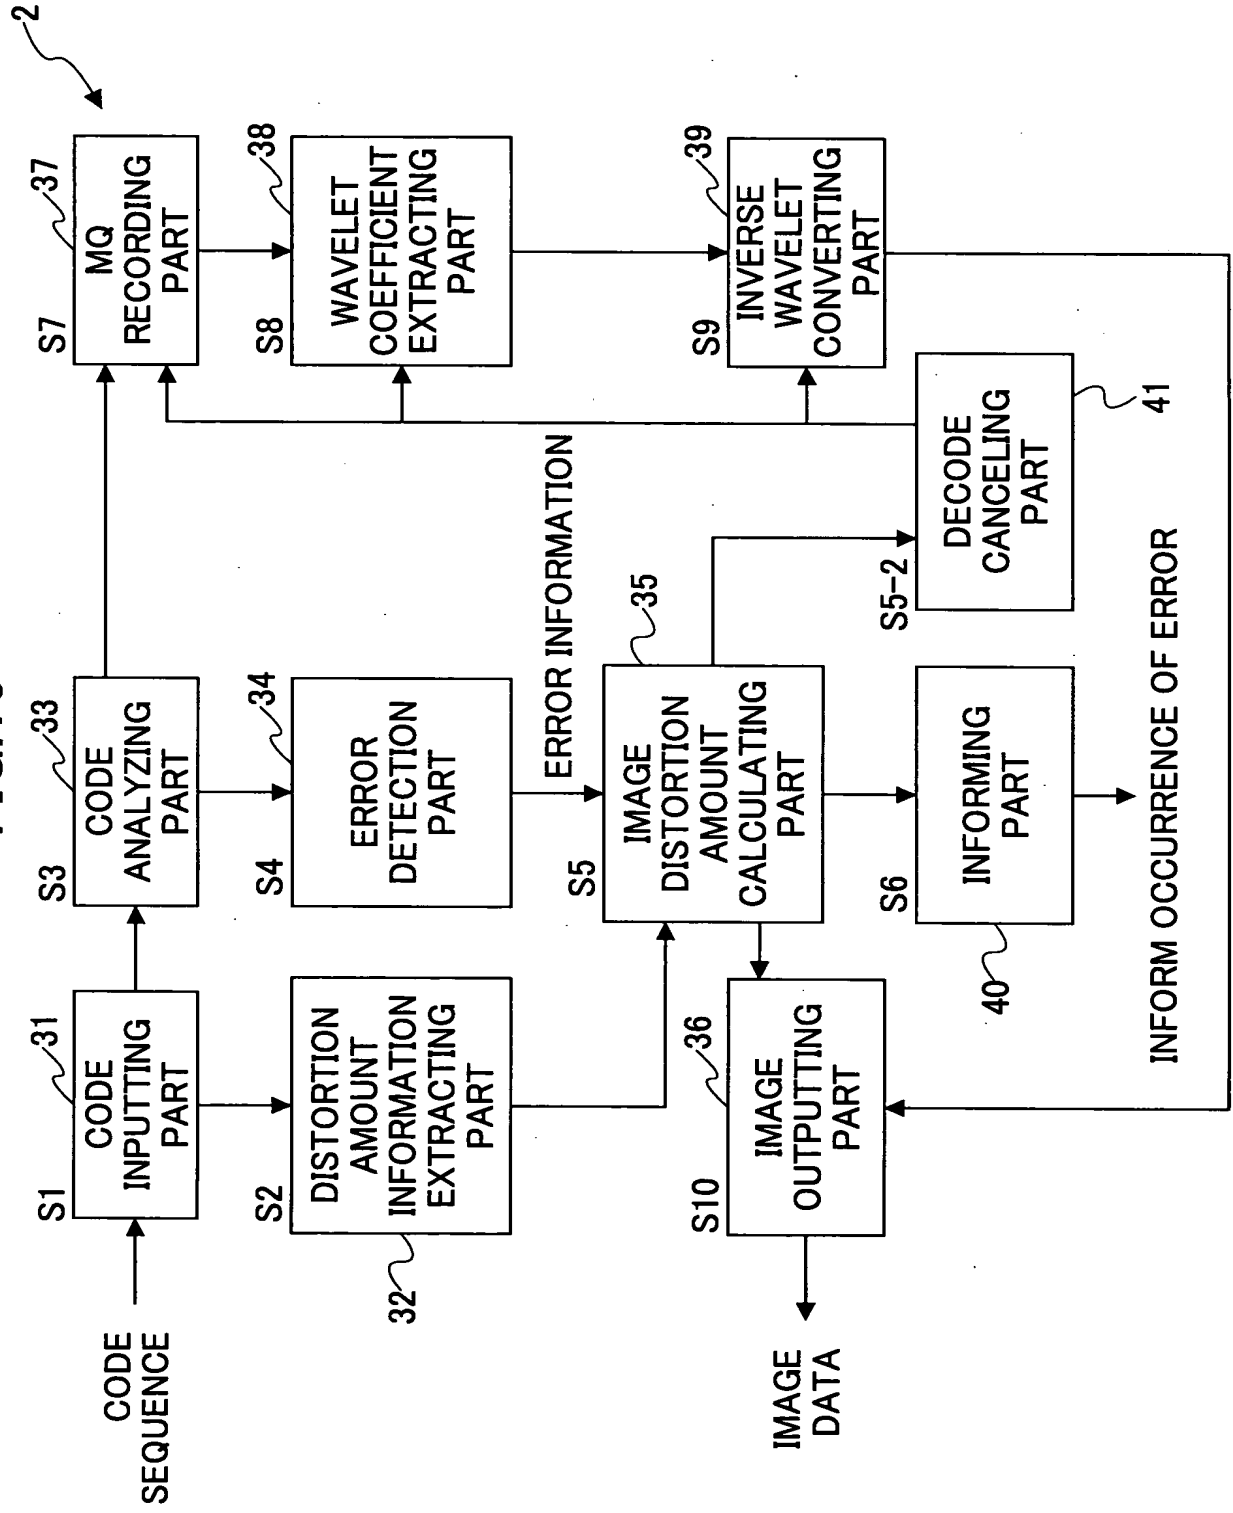 2
CODE
SEQUENCE
S1
31
CODE
INPUTTING
PART
S3
33
CODE
ANALYZING
PART
S7
37
MQ
RECORDING
PART
S2
32
DISTORTION
AMOUNT
INFORMATION
EXTRACTING
PART
S4
34
ERROR
DETECTION
PART
S8
38
WAVELET
COEFFICIENT
EXTRACTING
PART
ERROR INFORMATION
S5
35
IMAGE
DISTORTION
AMOUNT
CALCULATING
PART
IMAGE
DATA
S10
36
IMAGE
OUTPUTTING
PART
S9
39
INVERSE
WAVELET
CONVERTING
PART
S6
40
INFORMING
PART
S5-2
41
DECODE
CANCELING
PART
INFORM OCCURRENCE OF ERROR